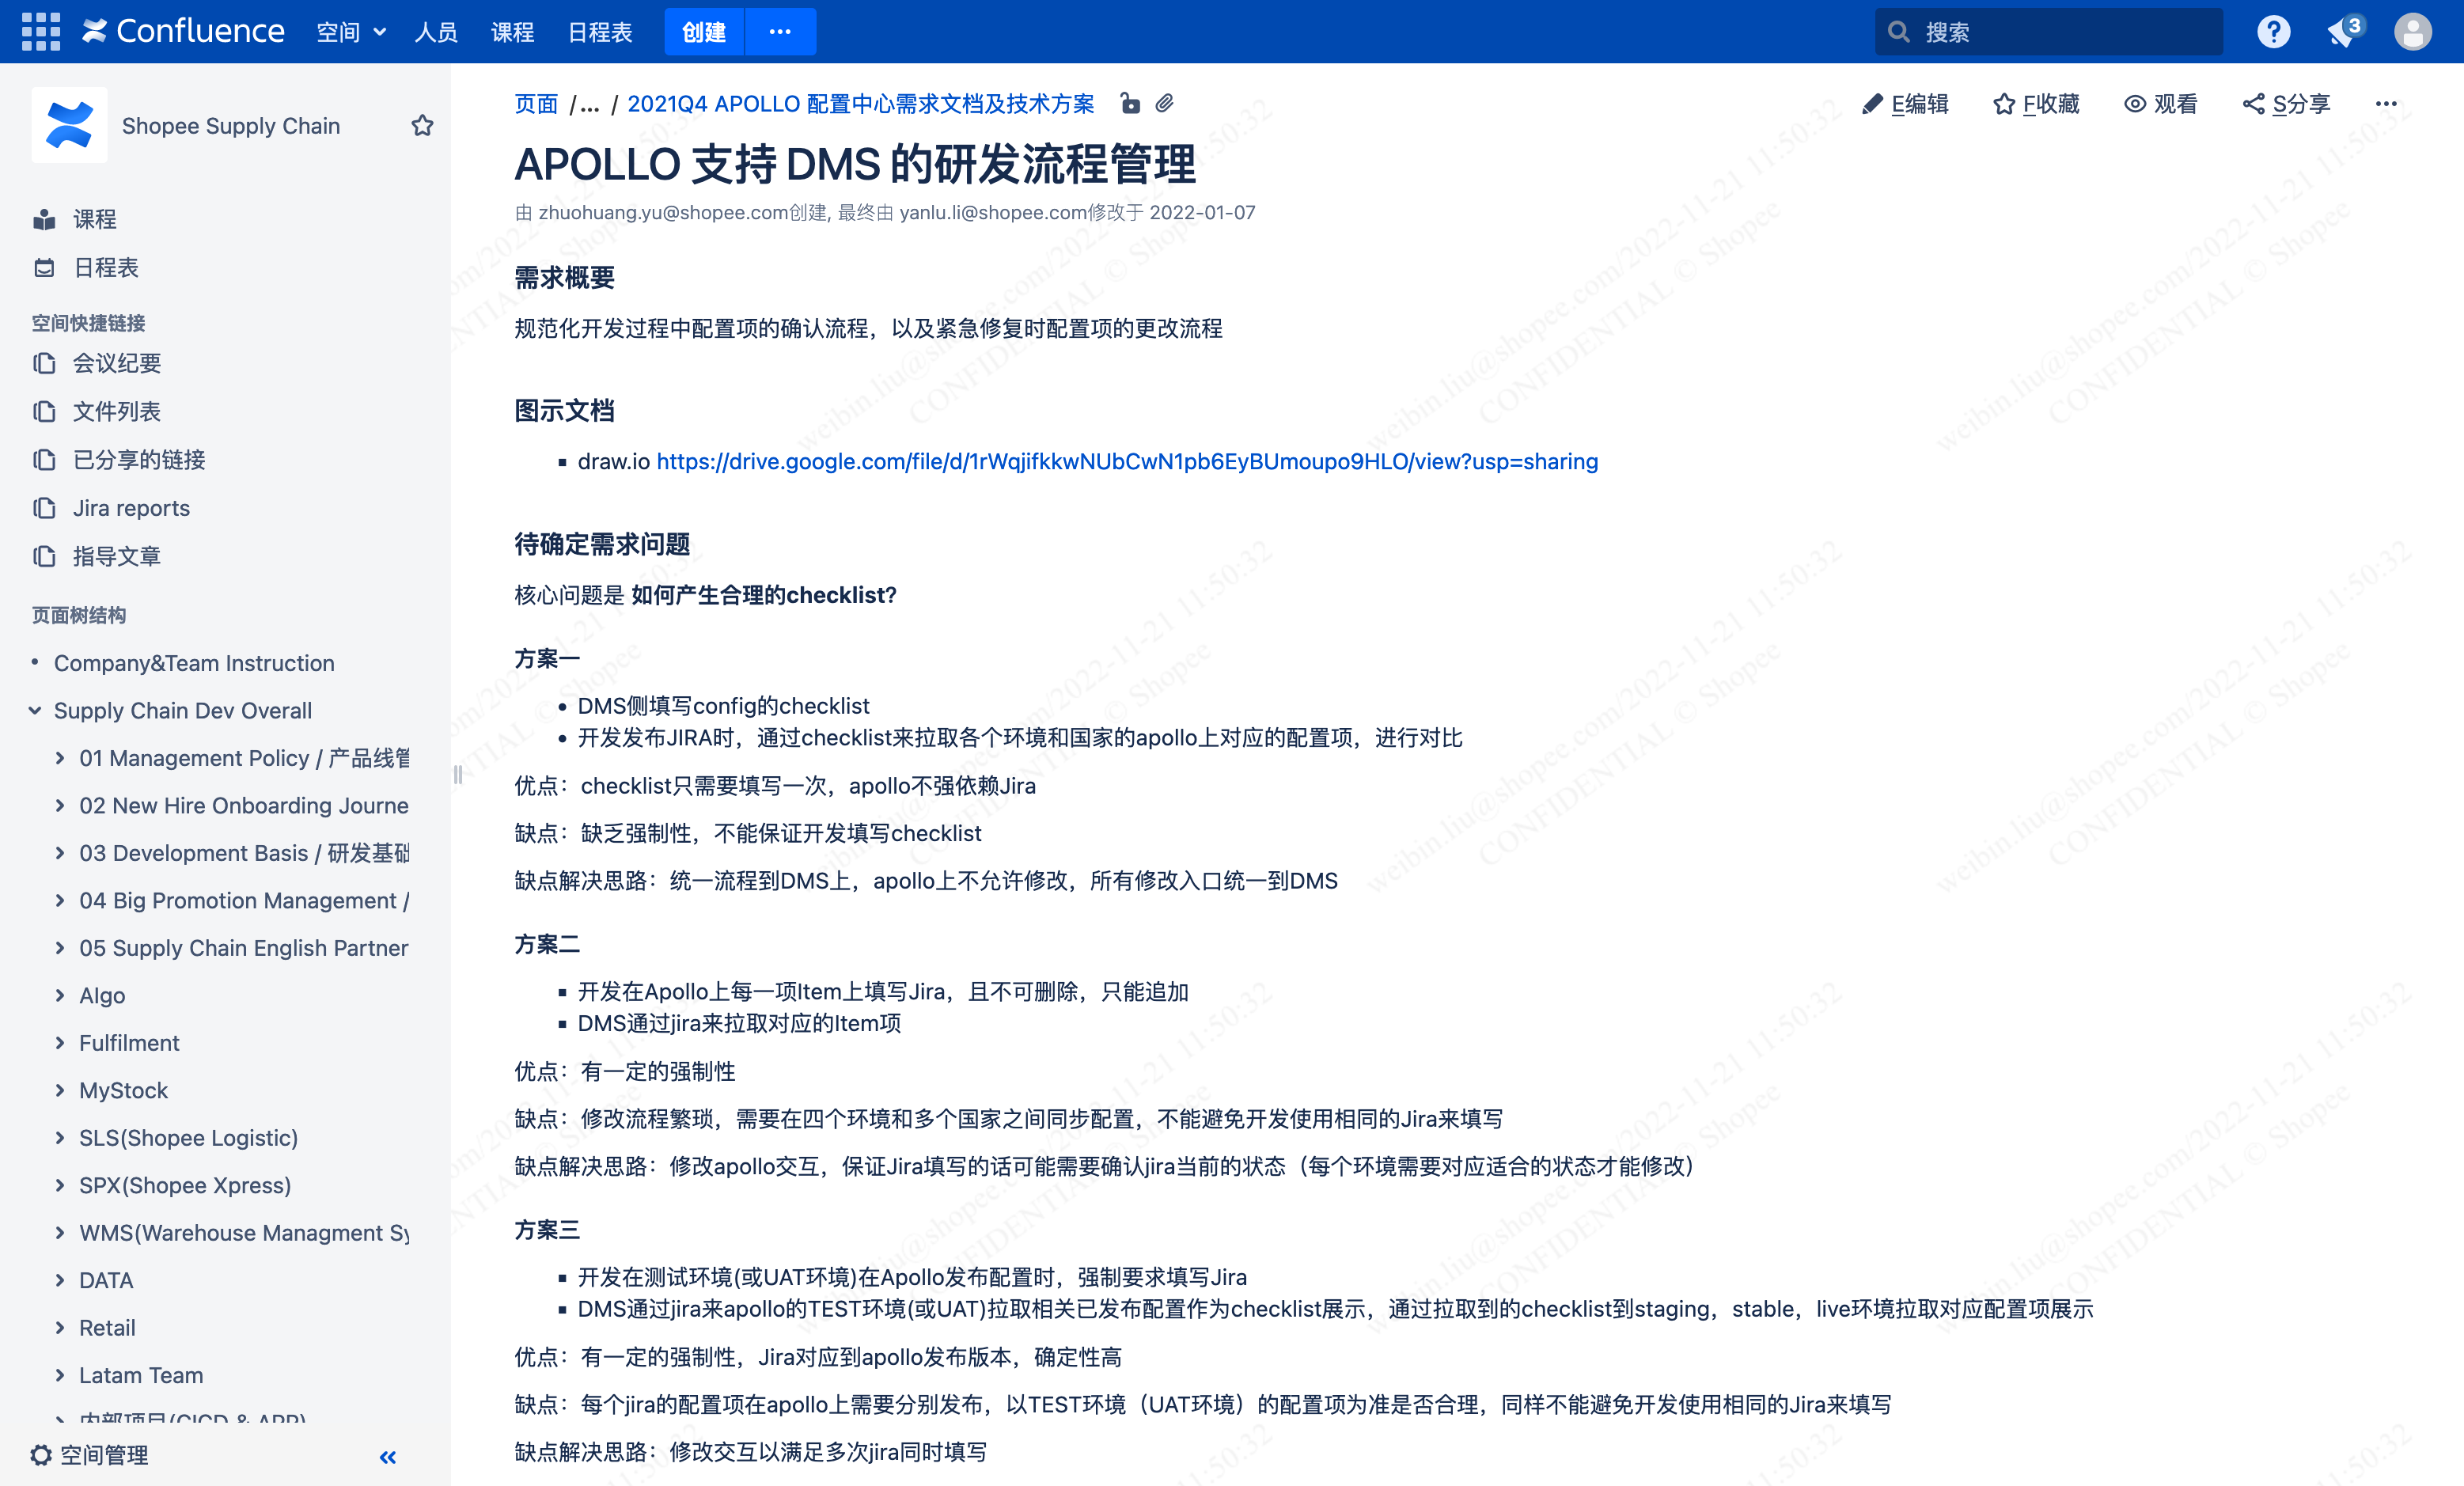 Confluence 空间 人员 课程 日程表 创建 ··· 搜索 3
Shopee Supply Chain
课程
日程表
空间快捷链接
会议纪要
文件列表
已分享的链接
Jira reports
指导文章
页面树结构
• Company&Team Instruction
Supply Chain Dev Overall
01 Management Policy / 产品线管
02 New Hire Onboarding Journe
03 Development Basis / 研发基础
04 Big Promotion Management /
05 Supply Chain English Partner
Algo
Fulfilment
MyStock
SLS(Shopee Logistic)
SPX(Shopee Xpress)
WMS(Warehouse Managment Sy
DATA
Retail
Latam Team
内部项目(CICD & APP)
空间管理
页面 /... / 2021Q4 APOLLO 配置中心需求文档及技术方案
E编辑 F收藏 观看 S分享 ···
APOLLO 支持 DMS 的研发流程管理
由 zhuohuang.yu@shopee.com创建, 最终由 yanlu.li@shopee.com修改于 2022-01-07
需求概要
规范化开发过程中配置项的确认流程，以及紧急修复时配置项的更改流程
图示文档
▪ draw.io https://drive.google.com/file/d/1rWqjifkkwNUbCwN1pb6EyBUmoupo9HLO/view?usp=sharing
待确定需求问题
核心问题是 如何产生合理的checklist?
方案一
• DMS侧填写config的checklist
• 开发发布JIRA时，通过checklist来拉取各个环境和国家的apollo上对应的配置项，进行对比
优点：checklist只需要填写一次，apollo不强依赖Jira
缺点：缺乏强制性，不能保证开发填写checklist
缺点解决思路：统一流程到DMS上，apollo上不允许修改，所有修改入口统一到DMS
方案二
▪ 开发在Apollo上每一项Item上填写Jira，且不可删除，只能追加
▪ DMS通过jira来拉取对应的Item项
优点：有一定的强制性
缺点：修改流程繁琐，需要在四个环境和多个国家之间同步配置，不能避免开发使用相同的Jira来填写
缺点解决思路：修改apollo交互，保证Jira填写的话可能需要确认jira当前的状态（每个环境需要对应适合的状态才能修改）
方案三
▪ 开发在测试环境(或UAT环境)在Apollo发布配置时，强制要求填写Jira
▪ DMS通过jira来apollo的TEST环境(或UAT)拉取相关已发布配置作为checklist展示，通过拉取到的checklist到staging，stable，live环境拉取对应配置项展示
优点：有一定的强制性，Jira对应到apollo发布版本，确定性高
缺点：每个jira的配置项在apollo上需要分别发布，以TEST环境（UAT环境）的配置项为准是否合理，同样不能避免开发使用相同的Jira来填写
缺点解决思路：修改交互以满足多次jira同时填写
weibin.liu@shopee.com/2022-11-21 11:50:32
CONFIDENTIAL © Shopee